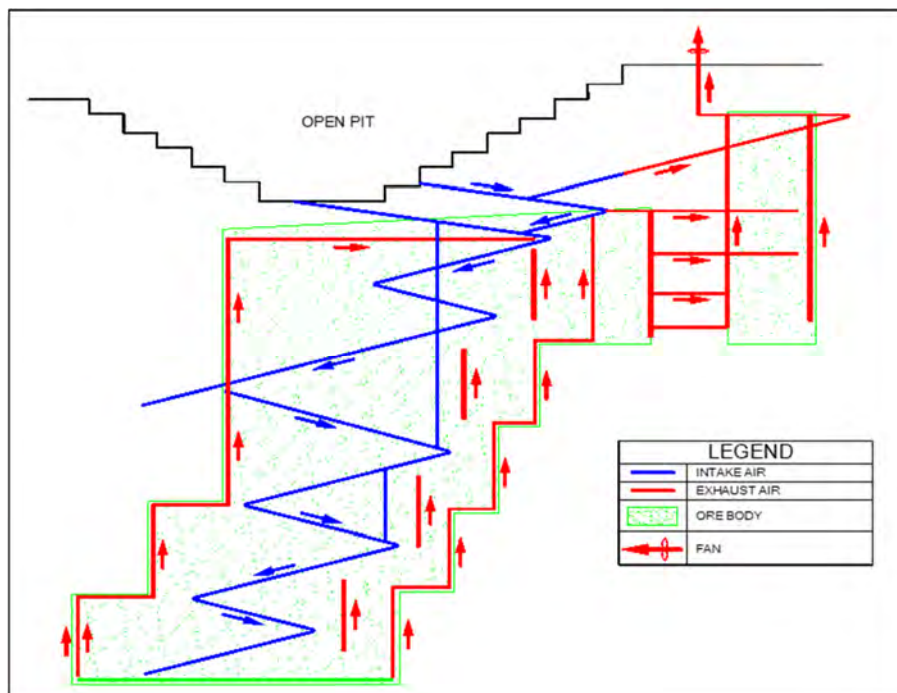 OPEN PIT
LEGEND
INTAKE AIR
EXHAUST AIR
ORE BODY
FAN